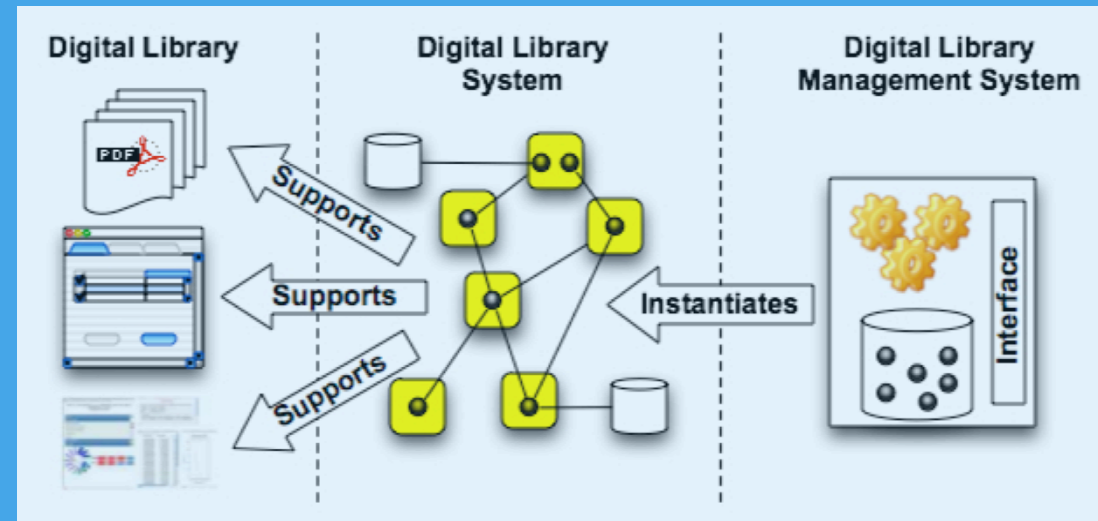 Digital Library
Digital Library
System
Digital Library
Management System
PDF
Supports
Supports
Supports
Instantiates
Interface